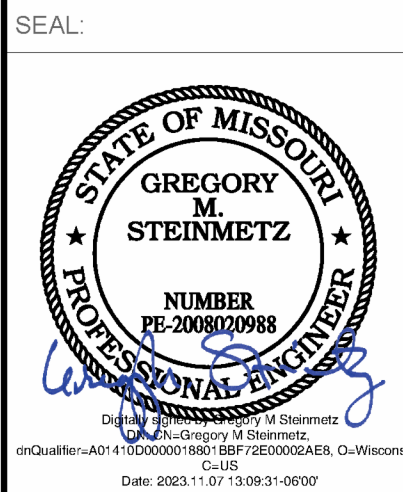 SEAL:
STATE OF MISSOURI
GREGORY
M.
STEINMETZ
NUMBER
PE-2008020988
PROFESSIONAL ENGINEER
Digitally signed by Gregory M Steinmetz
DN: CN=Gregory M Steinmetz,
dnQualifier=A01410D0000018801BBF72E00002AE8, O=Wiscons
C=US
Date: 2023.11.07 13:09:31-06'00'